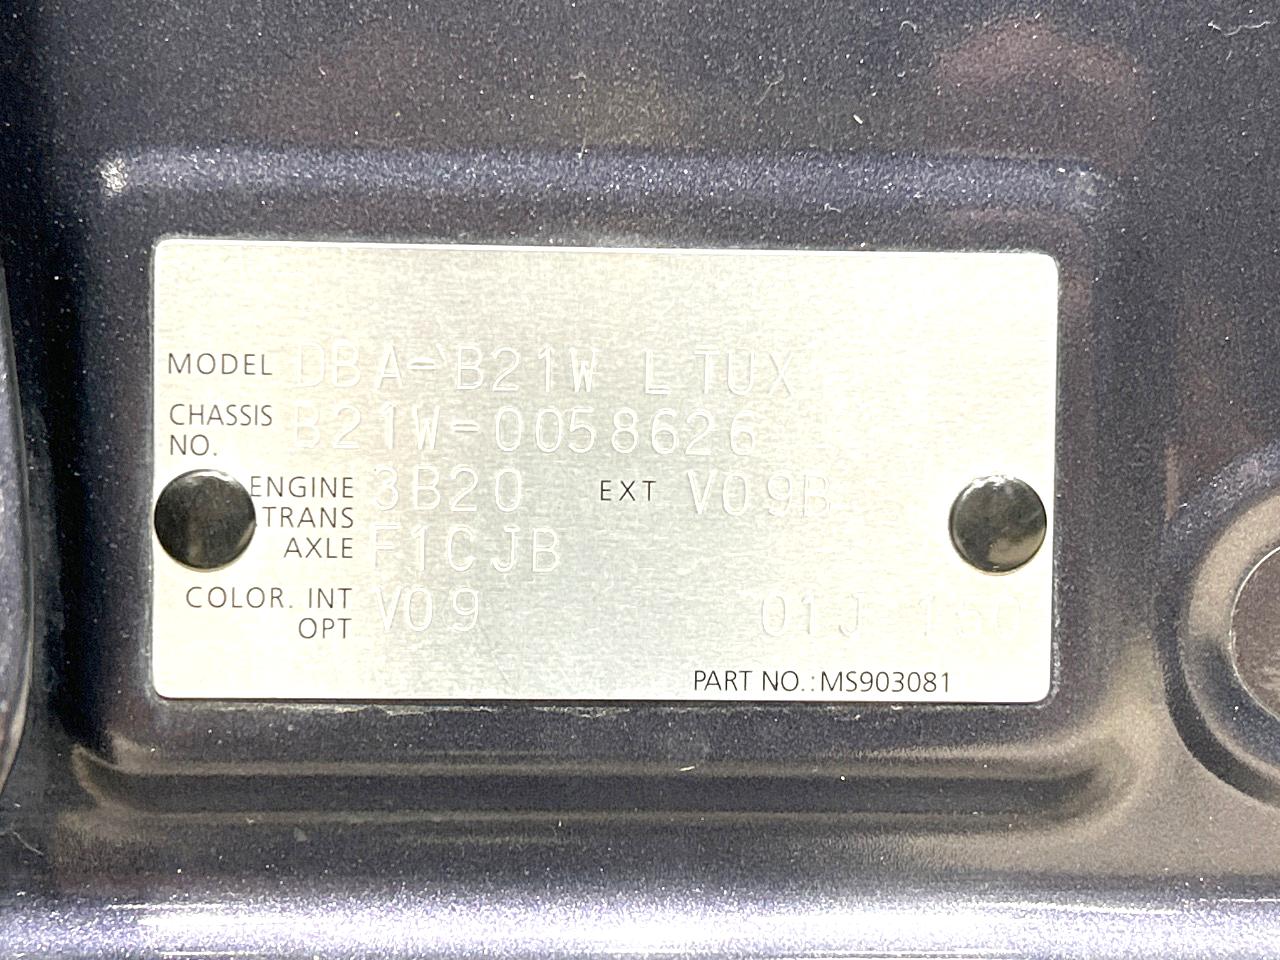 MODEL DBA-B21W LTUX
CHASSIS NO. B21W-0058626
ENGINE 3B20 EXT V09B
TRANS
AXLE F1CJB
COLOR. INT V09 01J
OPT
PART NO.:MS903081